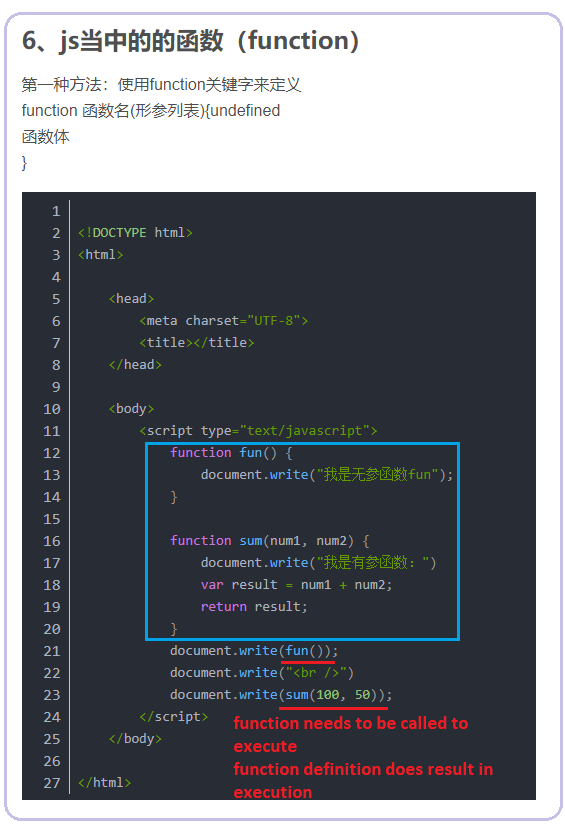 6、js当中的的函数（function）
第一种方法：使用function关键字来定义
function 函数名(形参列表){undefined
函数体
}
1
2 <!DOCTYPE html>
3 <html>
4
5 <head>
6 <meta charset="UTF-8">
7 <title></title>
8 </head>
9
10 <body>
11 <script type="text/javascript">
12 function fun() {
13 document.write("我是无参函数fun");
14 }
15
16 function sum(num1, num2) {
17 document.write("我是有参函数：")
18 var result = num1 + num2;
19 return result;
20 }
21 document.write(fun());
22 document.write("<br />")
23 document.write(sum(100, 50));
24 </script>
function needs to be called to
25 </body>
execute
function definition does result in
26
execution
27 </html>